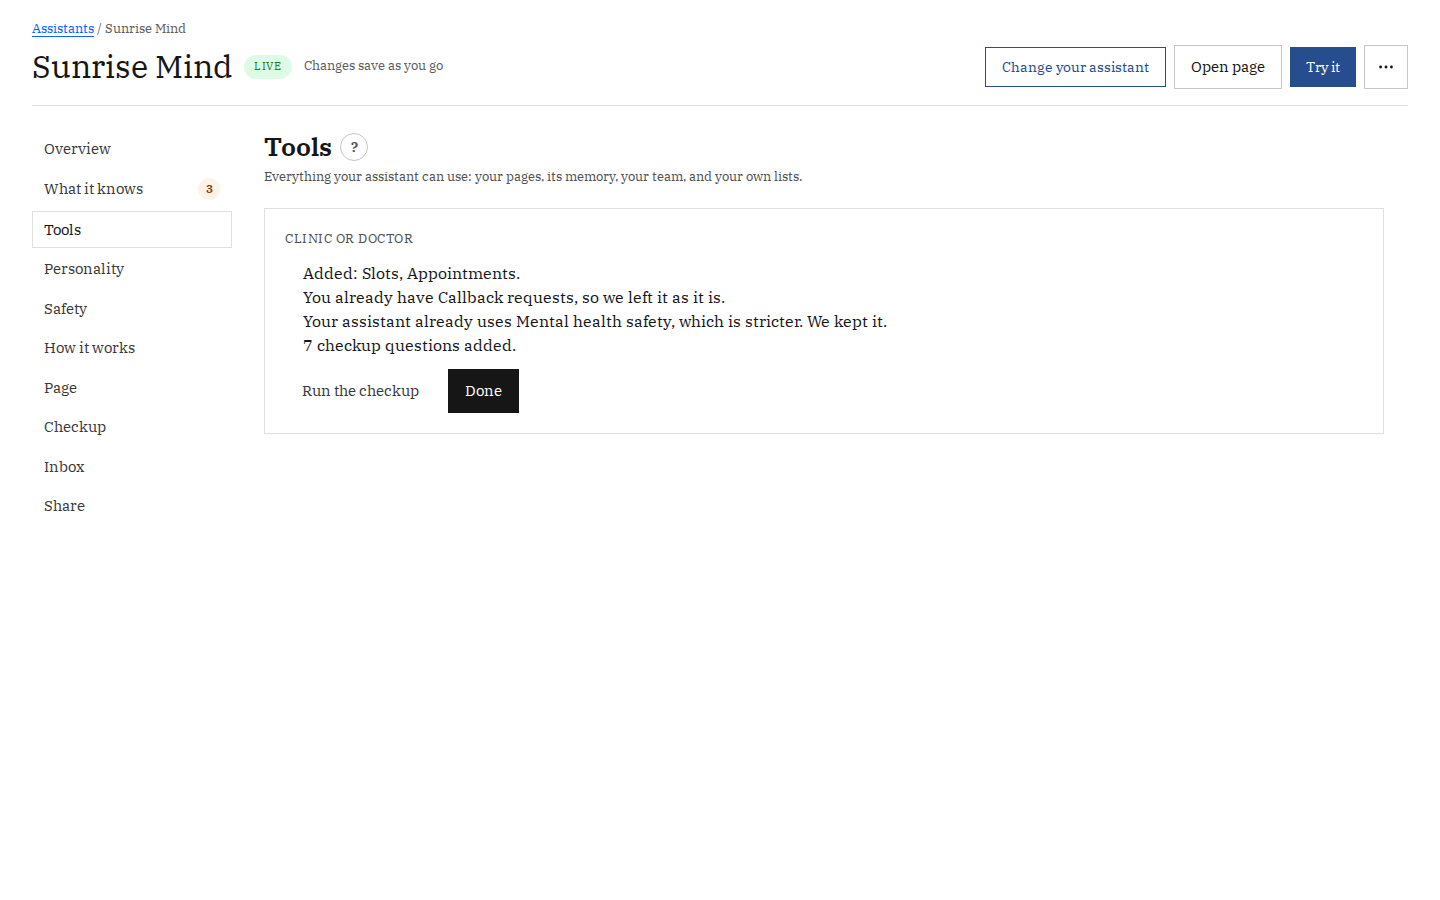 Assistants / Sunrise Mind
Sunrise Mind
LIVE
Changes save as you go
Change your assistant
Open page
Try it
···
Overview
What it knows
3
Tools
Personality
Safety
How it works
Page
Checkup
Inbox
Share
Tools
?
Everything your assistant can use: your pages, its memory, your team, and your own lists.
CLINIC OR DOCTOR
Added: Slots, Appointments.
You already have Callback requests, so we left it as it is.
Your assistant already uses Mental health safety, which is stricter. We kept it.
7 checkup questions added.
Run the checkup
Done